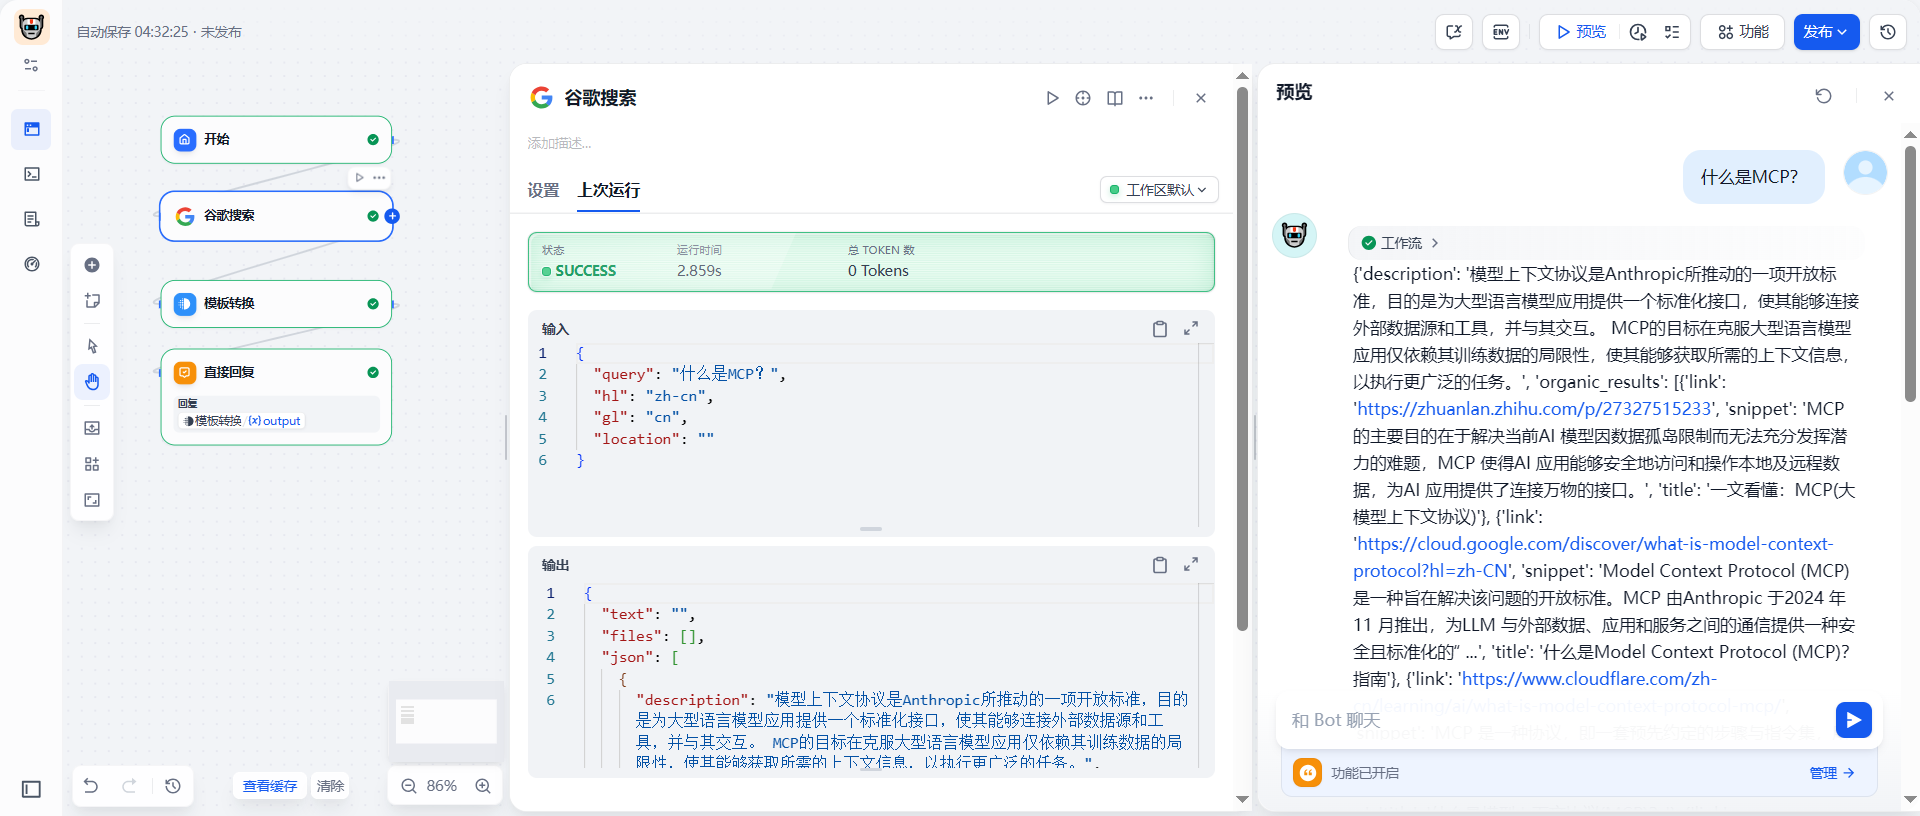 自动保存 04:32:25 · 未发布
ENV
预览
功能
发布
开始
谷歌搜索
模板转换
直接回复
回复
模板转换 {x} output
查看缓存
清除
86%
谷歌搜索
添加描述...
设置
上次运行
工作区默认
状态
运行时间
总 TOKEN 数
SUCCESS
2.859s
0 Tokens
输入
1 {
2 "query": "什么是MCP？",
3 "hl": "zh-cn",
4 "gl": "cn",
5 "location": ""
6 }
输出
1 {
2 "text": "",
3 "files": [],
4 "json": [
5 {
6 "description": "模型上下文协议是Anthropic所推动的一项开放标准，目的
是为大型语言模型应用提供一个标准化接口，使其能够连接外部数据源和工
具，并与其交互。 MCP的目标在克服大型语言模型应用仅依赖其训练数据的局
限性，使其能够获取所需的上下文信息，以执行更广泛的任务。",
预览
什么是MCP？
工作流
{'description': '模型上下文协议是Anthropic所推动的一项开放标
准，目的是为大型语言模型应用提供一个标准化接口，使其能够连接
外部数据源和工具，并与其交互。 MCP的目标在克服大型语言模型
应用仅依赖其训练数据的局限性，使其能够获取所需的上下文信息，
以执行更广泛的任务。', 'organic_results': [{'link':
'https://zhuanlan.zhihu.com/p/27327515233', 'snippet': 'MCP
的主要目的在于解决当前AI 模型因数据孤岛限制而无法充分发挥潜
力的难题，MCP 使得AI 应用能够安全地访问和操作本地及远程数
据，为AI 应用提供了连接万物的接口。', 'title': '一文看懂：MCP(大
模型上下文协议)'}, {'link':
'https://cloud.google.com/discover/what-is-model-context-
protocol?hl=zh-CN', 'snippet': 'Model Context Protocol (MCP)
是一种旨在解决该问题的开放标准。MCP 由Anthropic 于2024 年
11 月推出，为LLM 与外部数据、应用和服务之间的通信提供一种安
全且标准化的“ ...', 'title': '什么是Model Context Protocol (MCP)?
指南'}, {'link': 'https://www.cloudflare.com/zh-
cn/learning/ai/what-is-model-context-protocol-mcp/',
和 Bot 聊天
功能已开启
管理